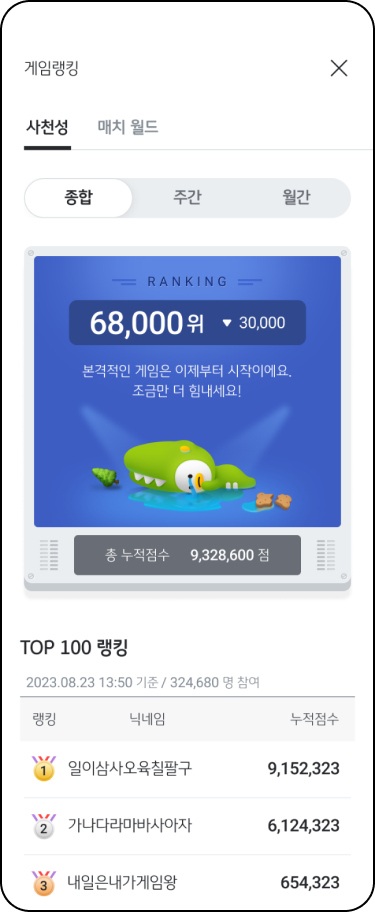 게임랭킹
사천성 매치 월드
종합 주간 월간
RANKING
68,000위 ▼ 30,000
본격적인 게임은 이제부터 시작이에요.
조금만 더 힘내세요!
총 누적점수 9,328,600 점
TOP 100 랭킹
2023.08.23 13:50 기준 / 324,680 명 참여
랭킹 닉네임 누적점수
1 일이삼사오육칠팔구 9,152,323
2 가나다라마바사아자 6,124,323
3 내일은내가게임왕 654,323